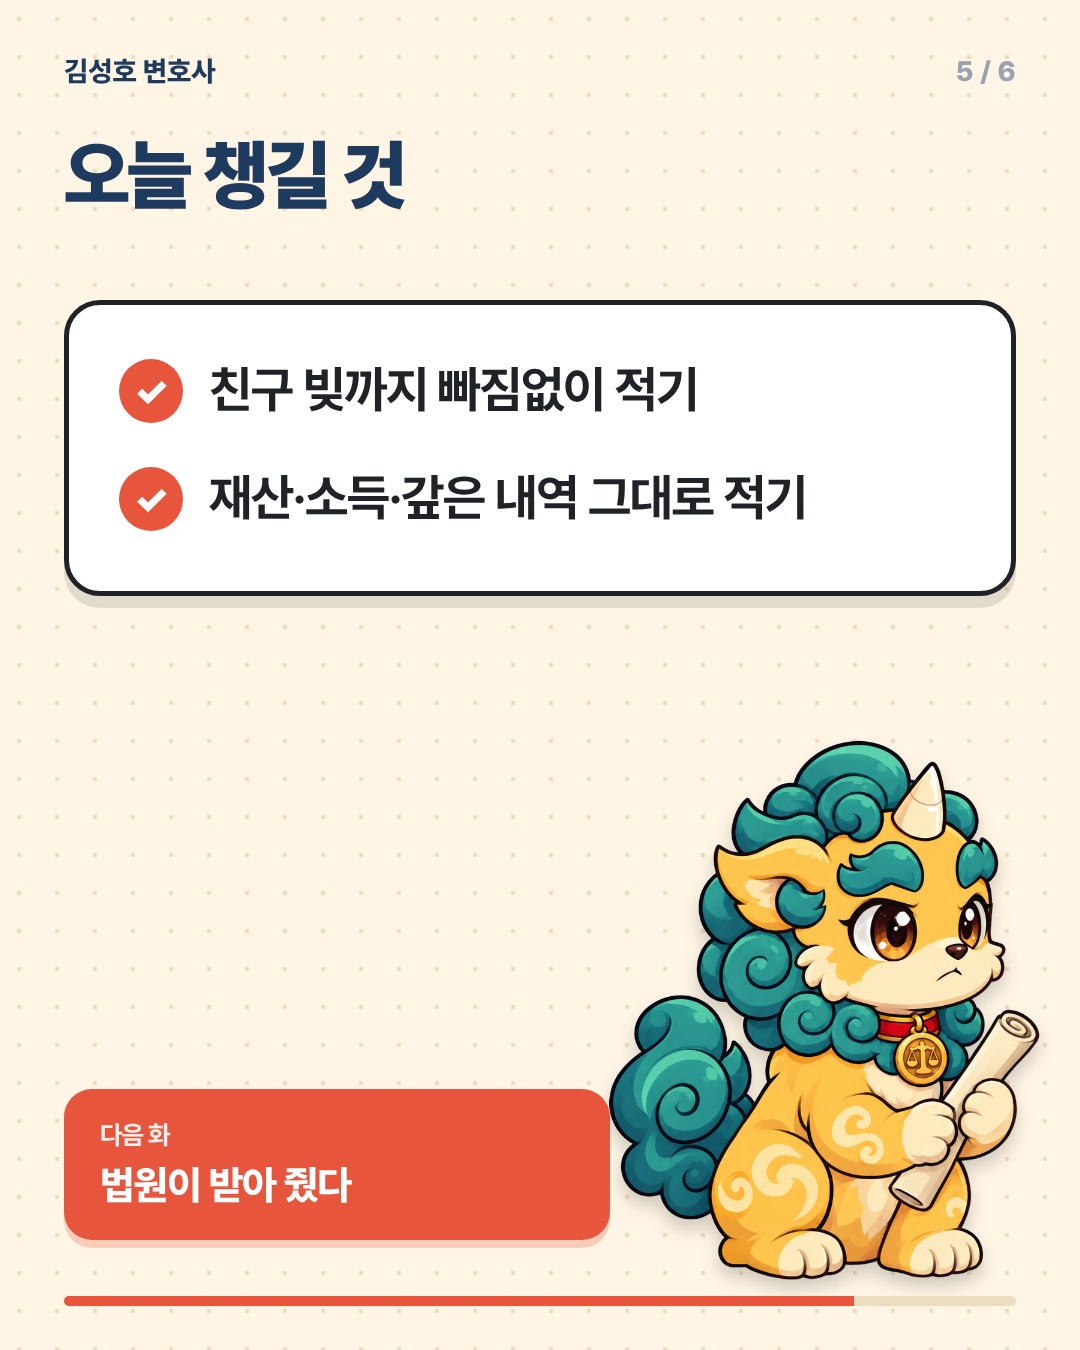 김성호 변호사
5 / 6
오늘 챙길 것
친구 빚까지 빠짐없이 적기
재산·소득·갚은 내역 그대로 적기
다음 화
법원이 받아 줬다